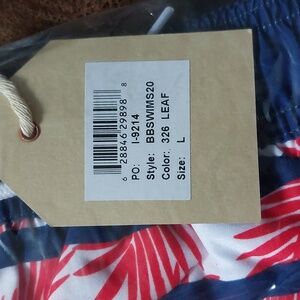 6 28846 29898 8
PO: I-9214
Style: BBSWIMS20
Color: 326 LEAF
Size: L